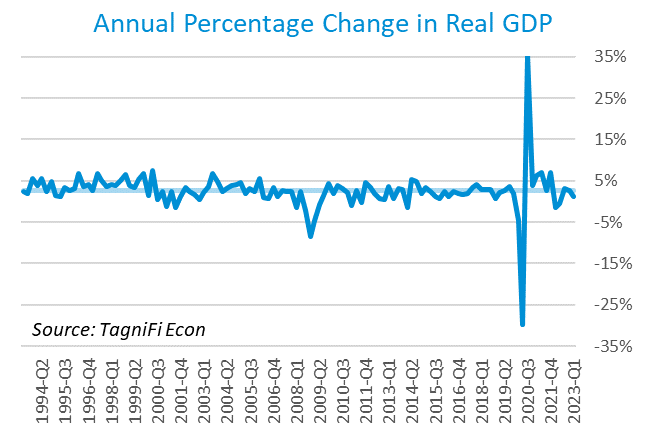 Annual Percentage Change in Real GDP
35%
25%
15%
5%
-5%
-15%
-25%
-35%
Source: TagniFi Econ
1994-Q2
1995-Q3
1996-Q4
1998-Q1
1999-Q2
2000-Q3
2001-Q4
2003-Q1
2004-Q2
2005-Q3
2006-Q4
2008-Q1
2009-Q2
2010-Q3
2011-Q4
2013-Q1
2014-Q2
2015-Q3
2016-Q4
2018-Q1
2019-Q2
2020-Q3
2021-Q4
2023-Q1